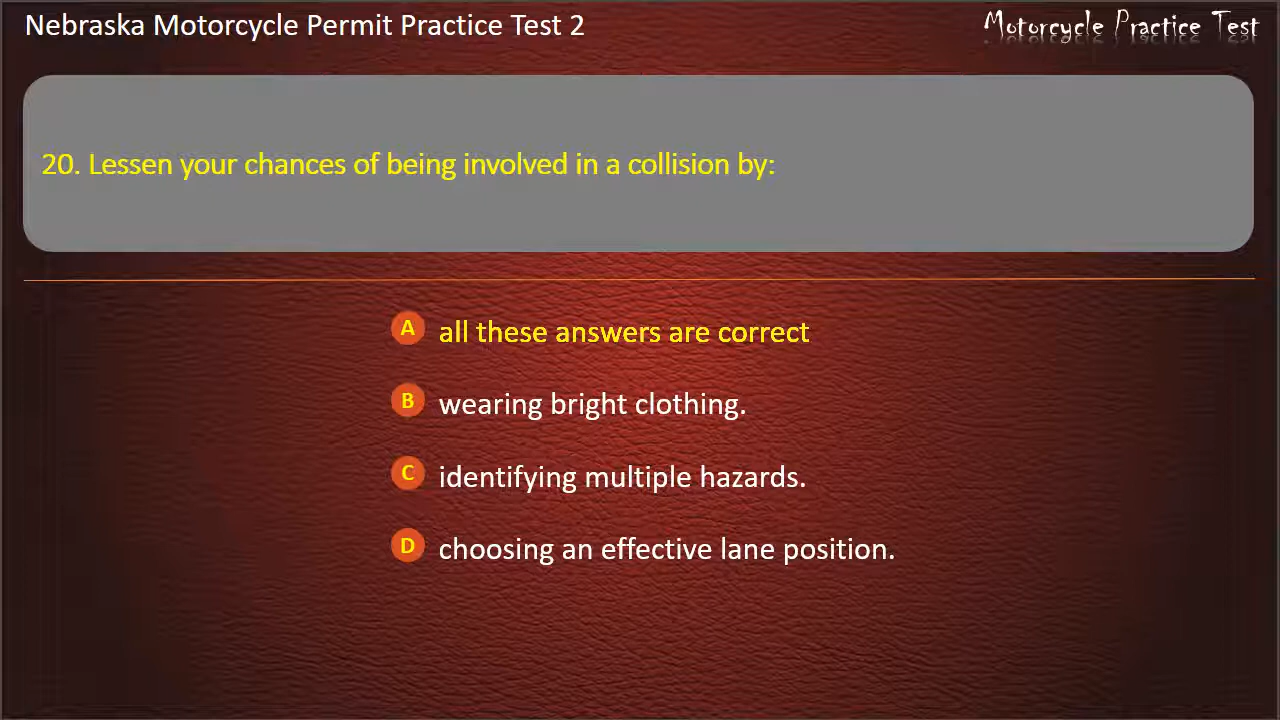 Nebraska Motorcycle Permit Practice Test 2
Motorcycle Practice Test
20. Lessen your chances of being involved in a collision by:
A all these answers are correct
B wearing bright clothing.
C identifying multiple hazards.
D choosing an effective lane position.